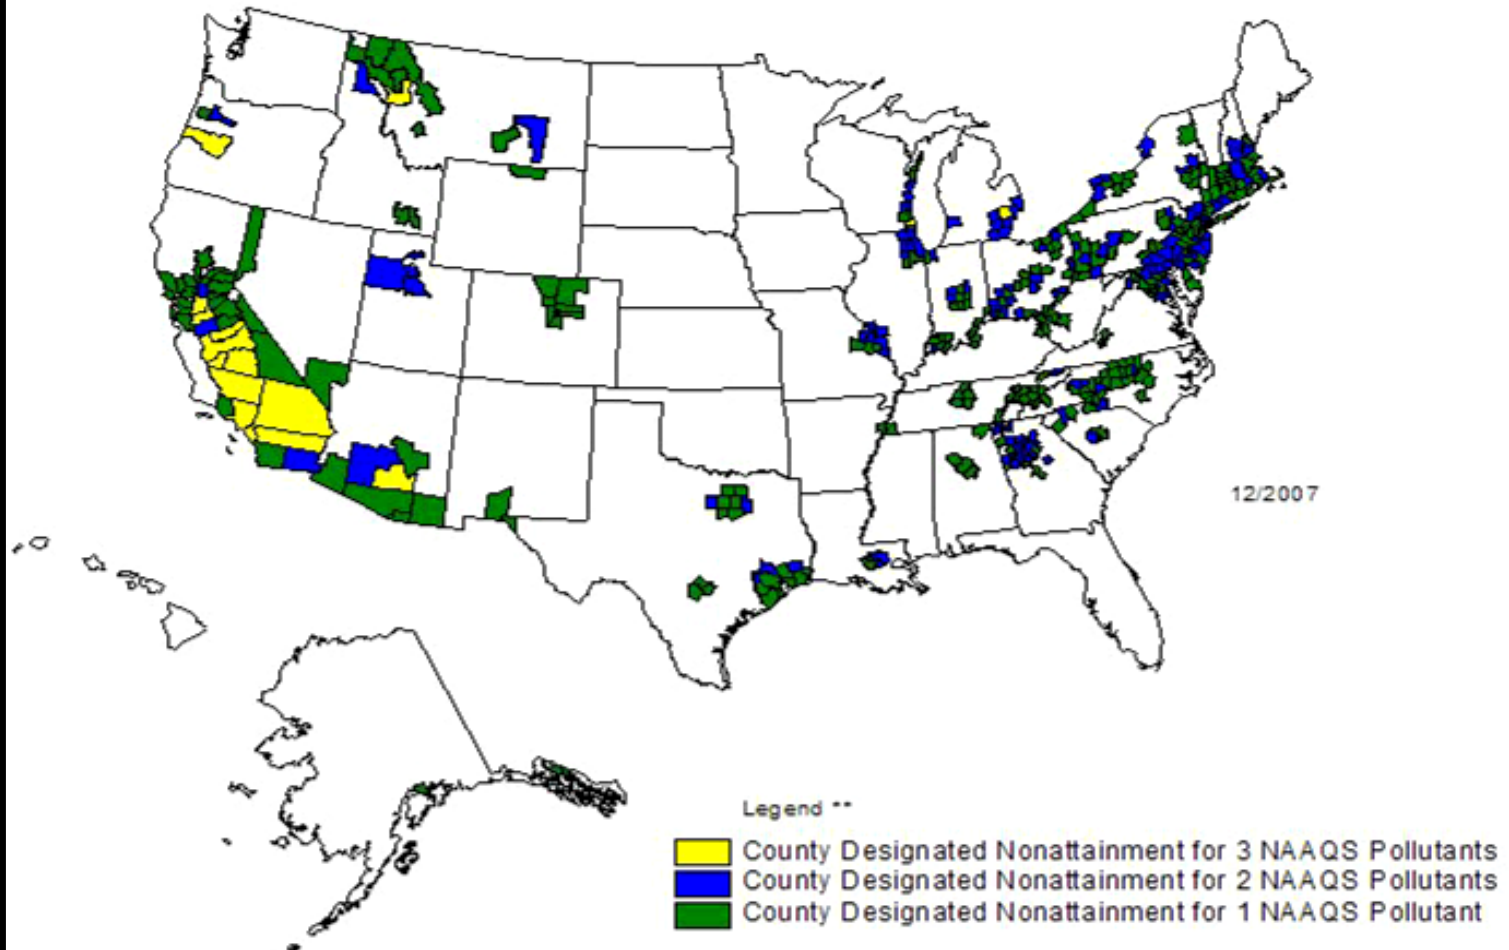 12/2007
Legend **
County Designated Nonattainment for 3 NAAQS Pollutants
County Designated Nonattainment for 2 NAAQS Pollutants
County Designated Nonattainment for 1 NAAQS Pollutant